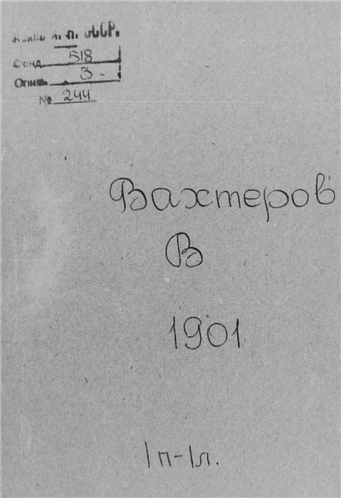 Фонд 518
Опись 3 -
№ 244
Вахтеров
В
1901
1п-1л.